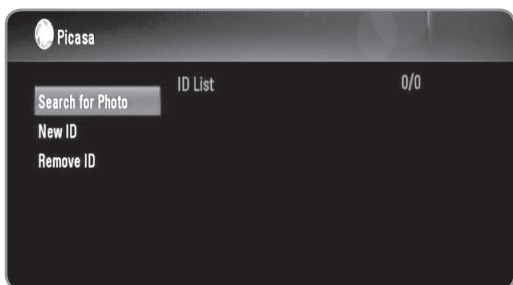 Picasa
ID List 0/0
Search for Photo
New ID
Remove ID